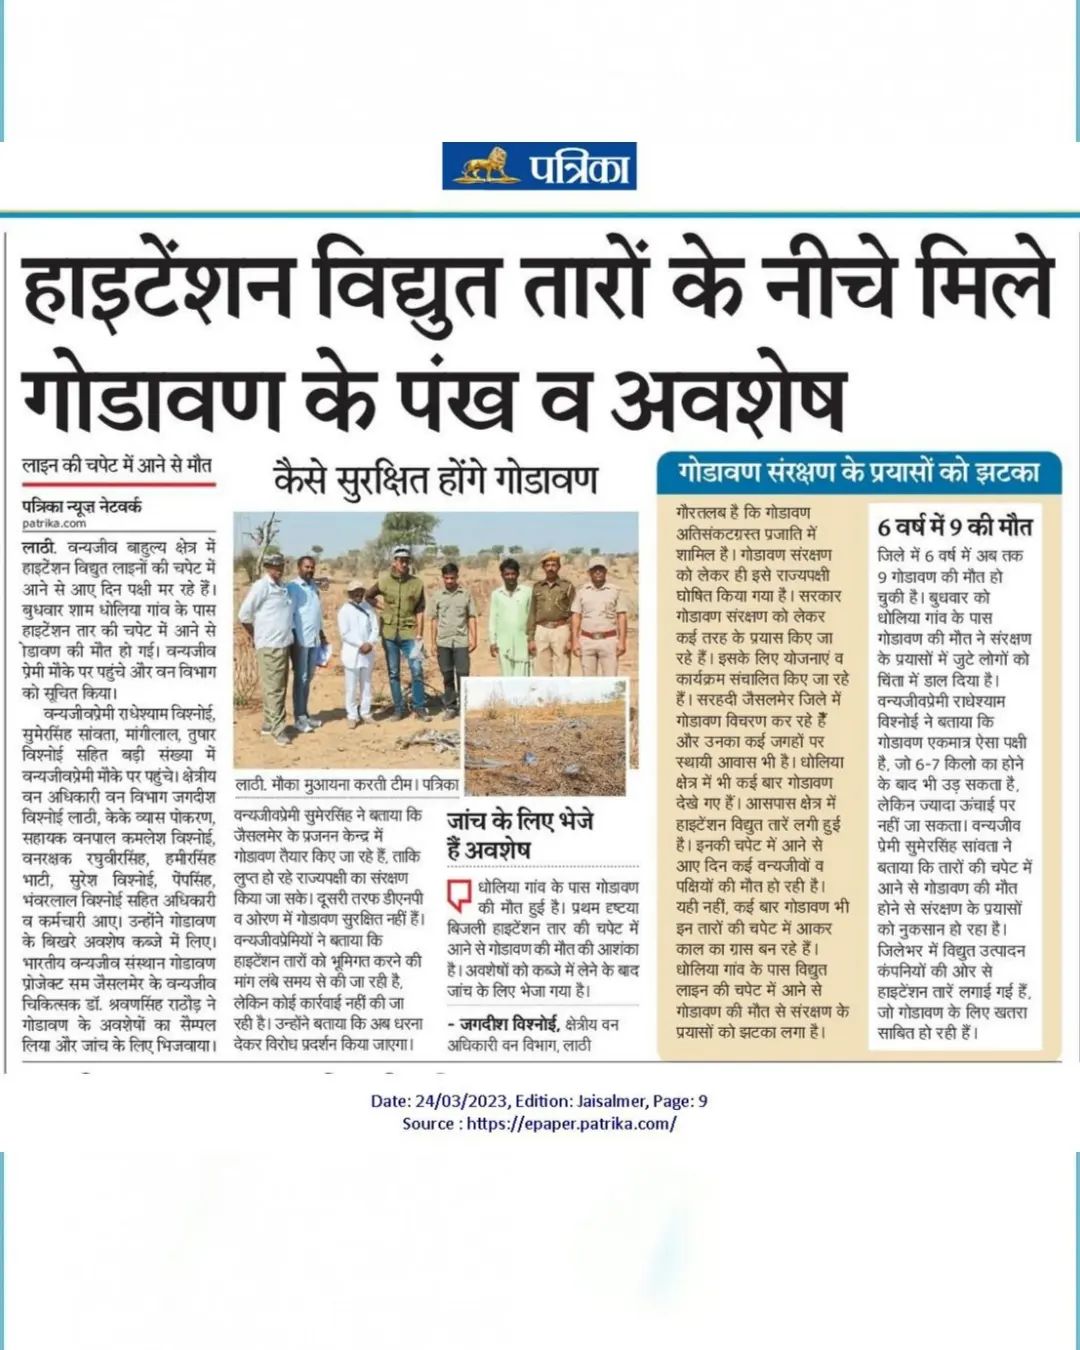 पत्रिका
हाइटेंशन विद्युत तारों के नीचे मिले
गोडावण के पंख व अवशेष
लाइन की चपेट में आने से मौत
पत्रिका न्यूज़ नेटवर्क
patrika.com
लाठी. वन्यजीव बाहुल्य क्षेत्र में
हाइटेंशन विद्युत लाइनों की चपेट में
आने से आए दिन पक्षी मर रहे हैं।
बुधवार शाम धोलिया गांव के पास
हाइटेंशन तार की चपेट में आने से
ोडावण की मौत हो गई। वन्यजीव
प्रेमी मौके पर पहुंचे और वन विभाग
को सूचित किया।
वन्यजीवप्रेमी राधेश्याम विश्नोई,
सुमेरसिंह सांवता, मांगीलाल, तुषार
विश्नोई सहित बड़ी संख्या में
वन्यजीवप्रेमी मौके पर पहुंचे। क्षेत्रीय
वन अधिकारी वन विभाग जगदीश
विश्नोई लाठी, केके व्यास पोकरण,
सहायक वनपाल कमलेश विश्नोई,
वनरक्षक रघुवीरसिंह, हमीरसिंह
भाटी, सुरेश विश्नोई, पेंपसिंह,
भंवरलाल विश्नोई सहित अधिकारी
व कर्मचारी आए। उन्होंने गोडावण
के बिखरे अवशेष कब्जे में लिए।
भारतीय वन्यजीव संस्थान गोडावण
प्रोजेक्ट सम जैसलमेर के वन्यजीव
चिकित्सक डॉ. श्रवणसिंह राठौड़ ने
गोडावण के अवशेषों का सैम्पल
लिया और जांच के लिए भिजवाया।
कैसे सुरक्षित होंगे गोडावण
लाठी. मौका मुआयना करती टीम। पत्रिका
वन्यजीवप्रेमी सुमेरसिंह ने बताया कि
जैसलमेर के प्रजनन केन्द्र में
गोडावण तैयार किए जा रहे हैं, ताकि
लुप्त हो रहे राज्यपक्षी का संरक्षण
किया जा सके। दूसरी तरफ डीएनपी
व ओरण में गोडावण सुरक्षित नहीं हैं।
वन्यजीवप्रेमियों ने बताया कि
हाइटेंशन तारों को भूमिगत करने की
मांग लंबे समय से की जा रही है,
लेकिन कोई कार्रवाई नहीं की जा
रही है। उन्होंने बताया कि अब धरना
देकर विरोध प्रदर्शन किया जाएगा।
जांच के लिए भेजे
हैं अवशेष
धोलिया गांव के पास गोडावण
की मौत हुई है। प्रथम दृष्टया
बिजली हाइटेंशन तार की चपेट में
आने से गोडावण की मौत की आशंका
है। अवशेषों को कब्जे में लेने के बाद
जांच के लिए भेजा गया है।
- जगदीश विश्नोई, क्षेत्रीय वन
अधिकारी वन विभाग, लाठी
गोडावण संरक्षण के प्रयासों को झटका
गौरतलब है कि गोडावण
अतिसंकटग्रस्त प्रजाति में
शामिल है। गोडावण संरक्षण
को लेकर ही इसे राज्यपक्षी
घोषित किया गया है। सरकार
गोडावण संरक्षण को लेकर
कई तरह के प्रयास किए जा
रहे हैं। इसके लिए योजनाएं व
कार्यक्रम संचालित किए जा रहे
हैं। सरहदी जैसलमेर जिले में
गोडावण विचरण कर रहे हैं
और उनका कई जगहों पर
स्थायी आवास भी है। धोलिया
क्षेत्र में भी कई बार गोडावण
देखे गए हैं। आसपास क्षेत्र में
हाइटेंशन विद्युत तारें लगी हुई
है। इनकी चपेट में आने से
आए दिन कई वन्यजीवों व
पक्षियों की मौत हो रही है।
यही नहीं, कई बार गोडावण भी
इन तारों की चपेट में आकर
काल का ग्रास बन रहे हैं।
धोलिया गांव के पास विद्युत
लाइन की चपेट में आने से
गोडावण की मौत से संरक्षण के
प्रयासों को झटका लगा है।
6 वर्ष में 9 की मौत
जिले में 6 वर्ष में अब तक
9 गोडावण की मौत हो
चुकी है। बुधवार को
धोलिया गांव के पास
गोडावण की मौत ने संरक्षण
के प्रयासों में जुटे लोगों को
चिंता में डाल दिया है।
वन्यजीवप्रेमी राधेश्याम
विश्नोई ने बताया कि
गोडावण एकमात्र ऐसा पक्षी
है, जो 6-7 किलो का होने
के बाद भी उड़ सकता है,
लेकिन ज्यादा ऊंचाई पर
नहीं जा सकता। वन्यजीव
प्रेमी सुमेरसिंह सांवता ने
बताया कि तारों की चपेट में
आने से गोडावण की मौत
होने से संरक्षण के प्रयासों
को नुकसान हो रहा है।
जिलेभर में विद्युत उत्पादन
कंपनियों की ओर से
हाइटेंशन तारें लगाई गई हैं,
जो गोडावण के लिए खतरा
साबित हो रही हैं।
Date: 24/03/2023, Edition: Jaisalmer, Page: 9
Source : https://epaper.patrika.com/